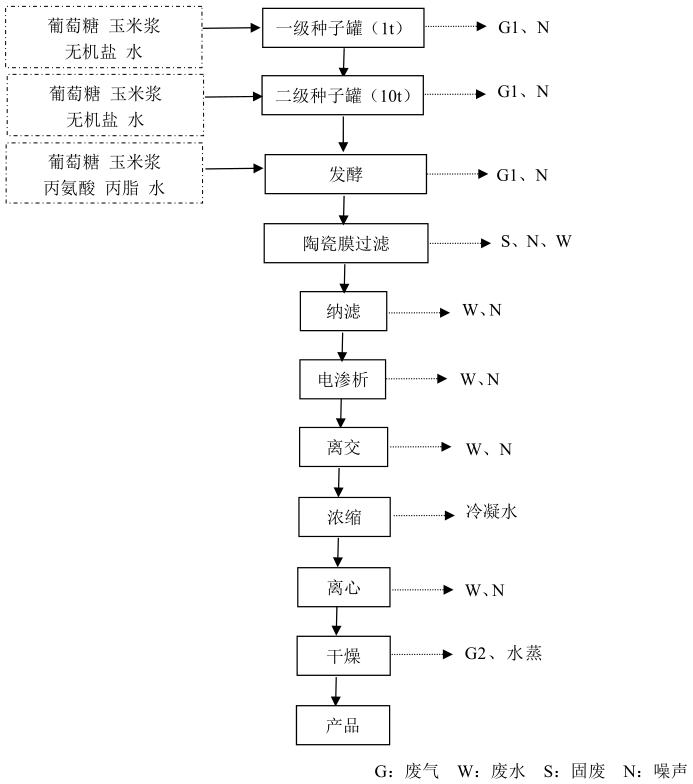 葡萄糖 玉米浆
无机盐 水
一级种子罐（1t）
G1、N
葡萄糖 玉米浆
无机盐 水
二级种子罐（10t）
G1、N
葡萄糖 玉米浆
丙氨酸 丙脂 水
发酵
G1、N
陶瓷膜过滤
S、N、W
纳滤
W、N
电渗析
W、N
离交
W、N
浓缩
冷凝水
离心
W、N
干燥
G2、水蒸
产品
G：废气 W：废水 S：固废 N：噪声